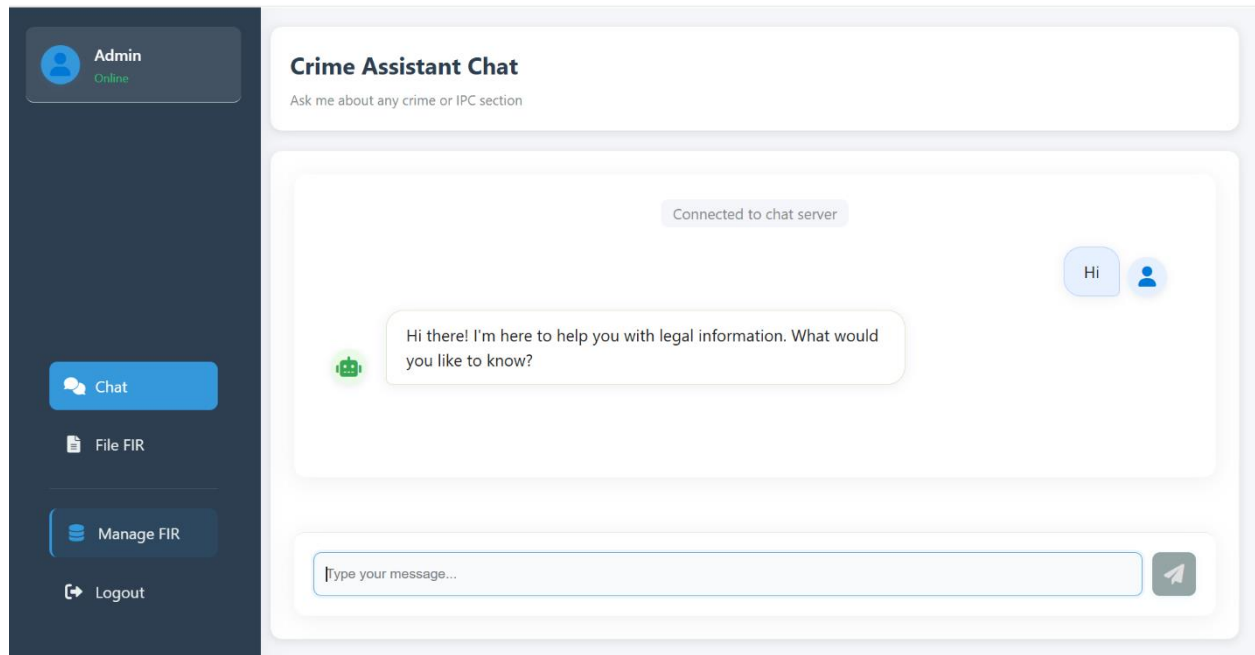 Admin
Online
Chat
File FIR
Manage FIR
Logout
Crime Assistant Chat
Ask me about any crime or IPC section
Connected to chat server
Hi
Hi there! I'm here to help you with legal information. What would
you like to know?
Type your message...